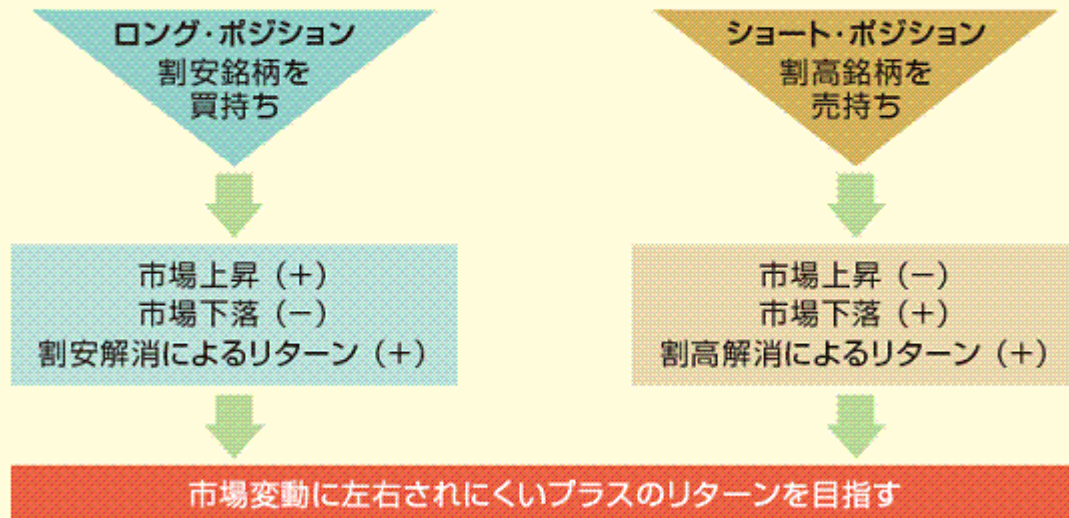 ロング・ポジション
割安銘柄を
買持ち
ショート・ポジション
割高銘柄を
売持ち
市場上昇（＋）
市場下落（－）
割安解消によるリターン（＋）
市場上昇（－）
市場下落（＋）
割高解消によるリターン（＋）
市場変動に左右されにくいプラスのリターンを目指す